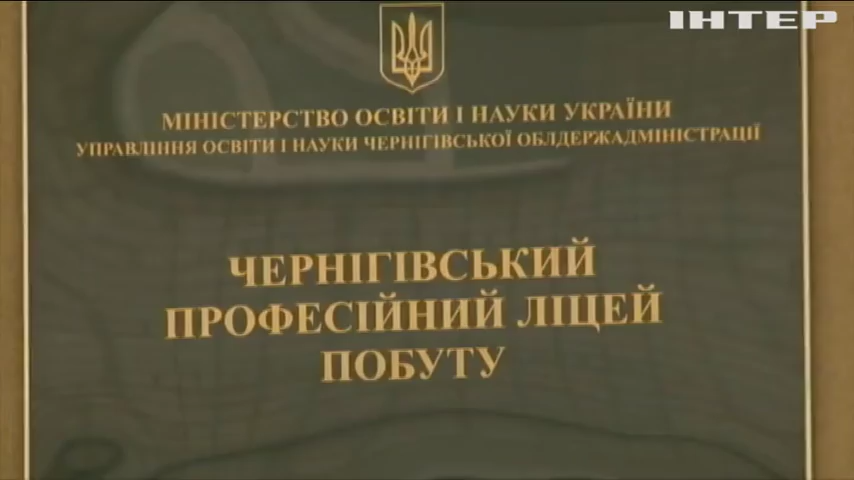 ІНТЕР
МІНІСТЕРСТВО ОСВІТИ І НАУКИ УКРАЇНИ
УПРАВЛІННЯ ОСВІТИ І НАУКИ ЧЕРНІГІВСЬКОЇ ОБЛДЕРЖАДМІНІСТРАЦІЇ
ЧЕРНІГІВСЬКИЙ
ПРОФЕСІЙНИЙ ЛІЦЕЙ
ПОБУТУ